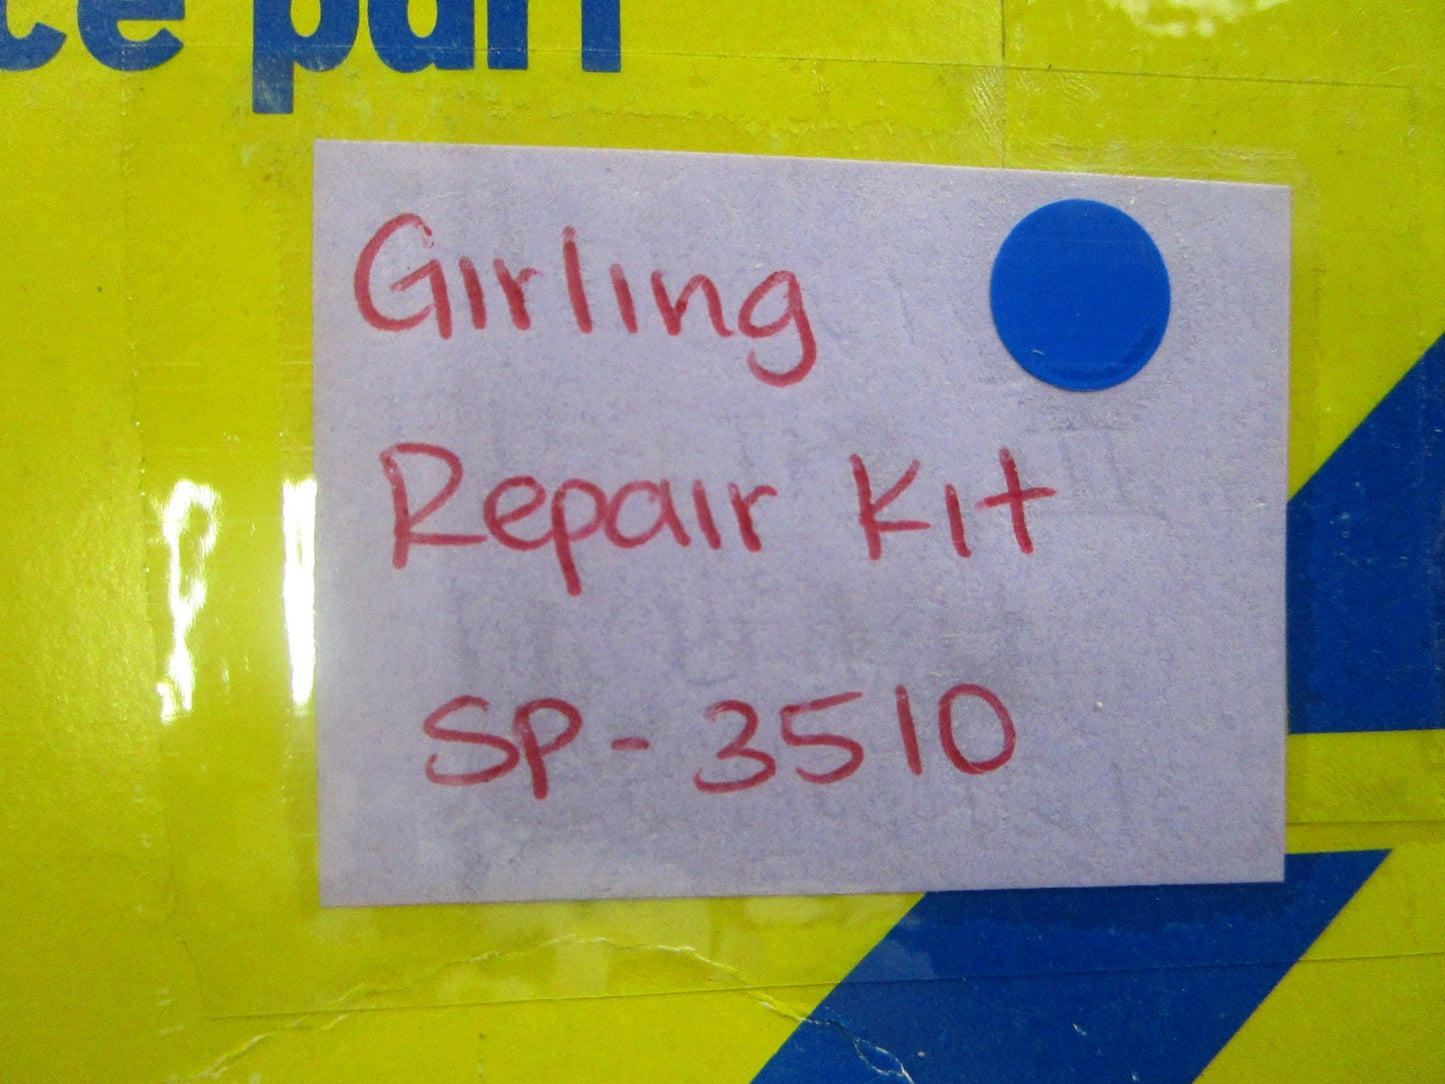 ce part
Girling
Repair Kit
SP-3510